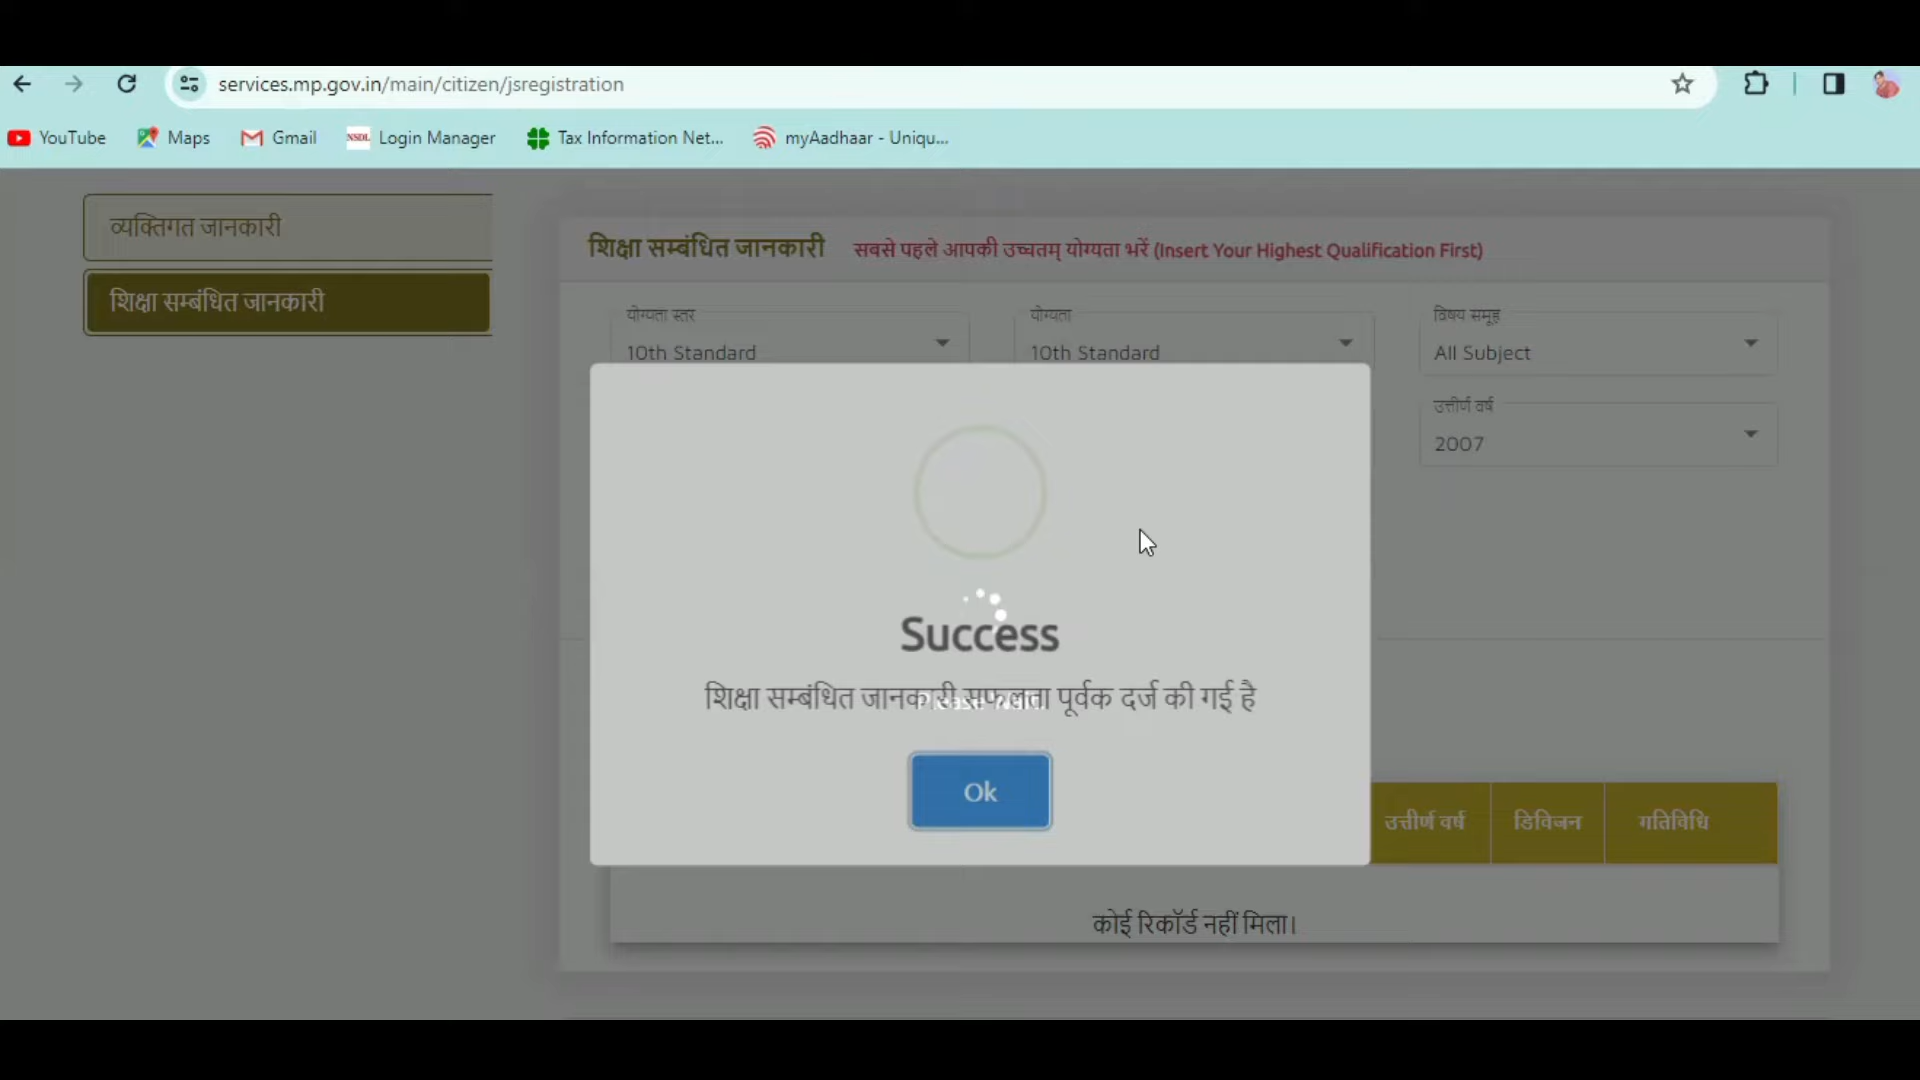 services.mp.gov.in/main/citizen/jsregistration
YouTube Maps Gmail NSDL Login Manager Tax Information Net... myAadhaar - Uniqu...
व्यक्तिगत जानकारी
शिक्षा सम्बंधित जानकारी
शिक्षा सम्बंधित जानकारी सबसे पहले आपकी उच्चतम् योग्यता भरें (Insert Your Highest Qualification First)
योग्यता स्तर योग्यता विषय समूह
10th Standard 10th Standard All Subject
उत्तीर्ण वर्ष
2007
Success
शिक्षा सम्बंधित जानकारी सफलता पूर्वक दर्ज की गई है
Please
Ok
उत्तीर्ण वर्ष डिविजन गतिविधि
कोई रिकॉर्ड नहीं मिला।